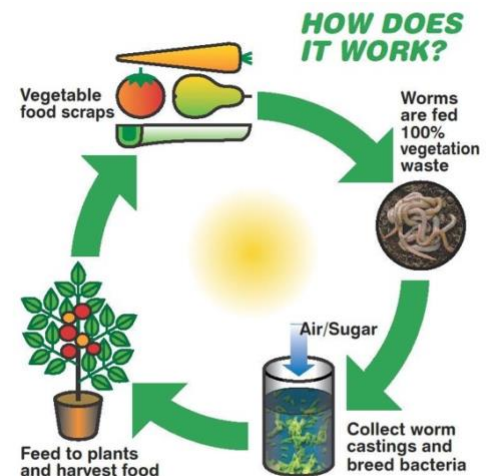 HOW DOES
IT WORK?
Vegetable
food scraps
Worms
are fed
100%
vegetation
waste
Air/Sugar
Collect worm
castings and
breed bacteria
Feed to plants
and harvest food